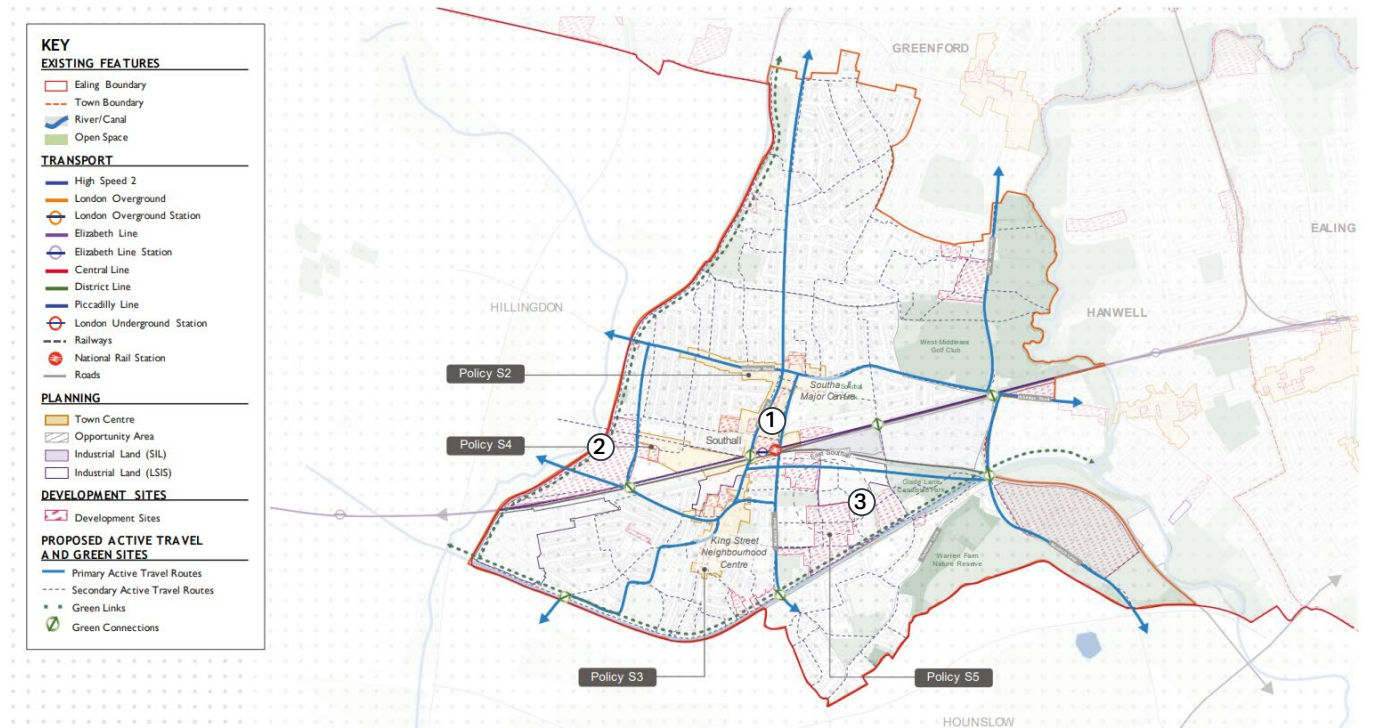 KEY
EXISTING FEATURES
Ealing Boundary
Town Boundary
River/Canal
Open Space
TRANSPORT
High Speed 2
London Overground
London Overground Station
Elizabeth Line
Elizabeth Line Station
Central Line
District Line
Piccadilly Line
London Underground Station
Railways
National Rail Station
Roads
PLANNING
Town Centre
Opportunity Area
Industrial Land (SIL)
Industrial Land (LSIS)
DEVELOPMENT SITES
Development Sites
PROPOSED ACTIVE TRAVEL
AND GREEN SITES
Primary Active Travel Routes
Secondary Active Travel Routes
Green Links
Green Connections
GREENFORD
EALING
HILLINGDON
HANWELL
West Middlesex
Golf Club
Policy S2
Southall
Major Centre
1
Policy S4
2
Southall
East Southall
3
King Street
Neighbourhood
Centre
Warren Farm
Nature Reserve
Policy S3
Policy S5
HOUNSLOW